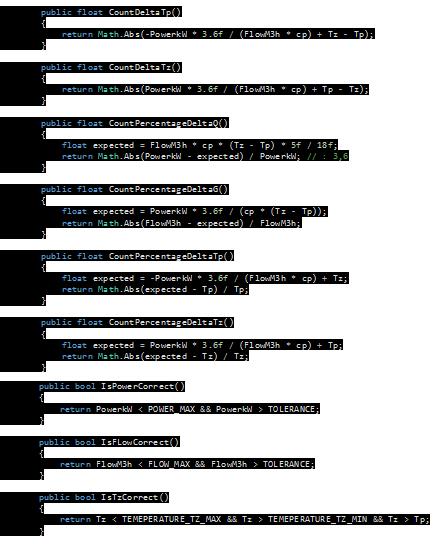 public float CountDeltaTp()
{
return Math.Abs(-PowerkW * 3.6f / (FlowM3h * cp) + Tz - Tp);
}
public float CountDeltaTz()
{
return Math.Abs(PowerkW * 3.6f / (FlowM3h * cp) + Tp - Tz);
}
public float CountPercentageDeltaQ()
{
float expected = FlowM3h * cp * (Tz - Tp) * 5f / 18f;
return Math.Abs(PowerkW - expected) / PowerkW; // : 3,6
}
public float CountPercentageDeltaG()
{
float expected = PowerkW * 3.6f / (cp * (Tz - Tp));
return Math.Abs(FlowM3h - expected) / FlowM3h;
}
public float CountPercentageDeltaTp()
{
float expected = -PowerkW * 3.6f / (FlowM3h * cp) + Tz;
return Math.Abs(expected - Tp) / Tp;
}
public float CountPercentageDeltaTz()
{
float expected = PowerkW * 3.6f / (FlowM3h * cp) + Tp;
return Math.Abs(expected - Tz) / Tz;
}
public bool IsPowerCorrect()
{
return PowerkW < POWER_MAX && PowerkW > TOLERANCE;
}
public bool IsFLowCorrect()
{
return FlowM3h < FLOW_MAX && FlowM3h > TOLERANCE;
}
public bool IsTzCorrect()
{
return Tz < TEMEPERATURE_TZ_MAX && Tz > TEMEPERATURE_TZ_MIN && Tz > Tp;
}